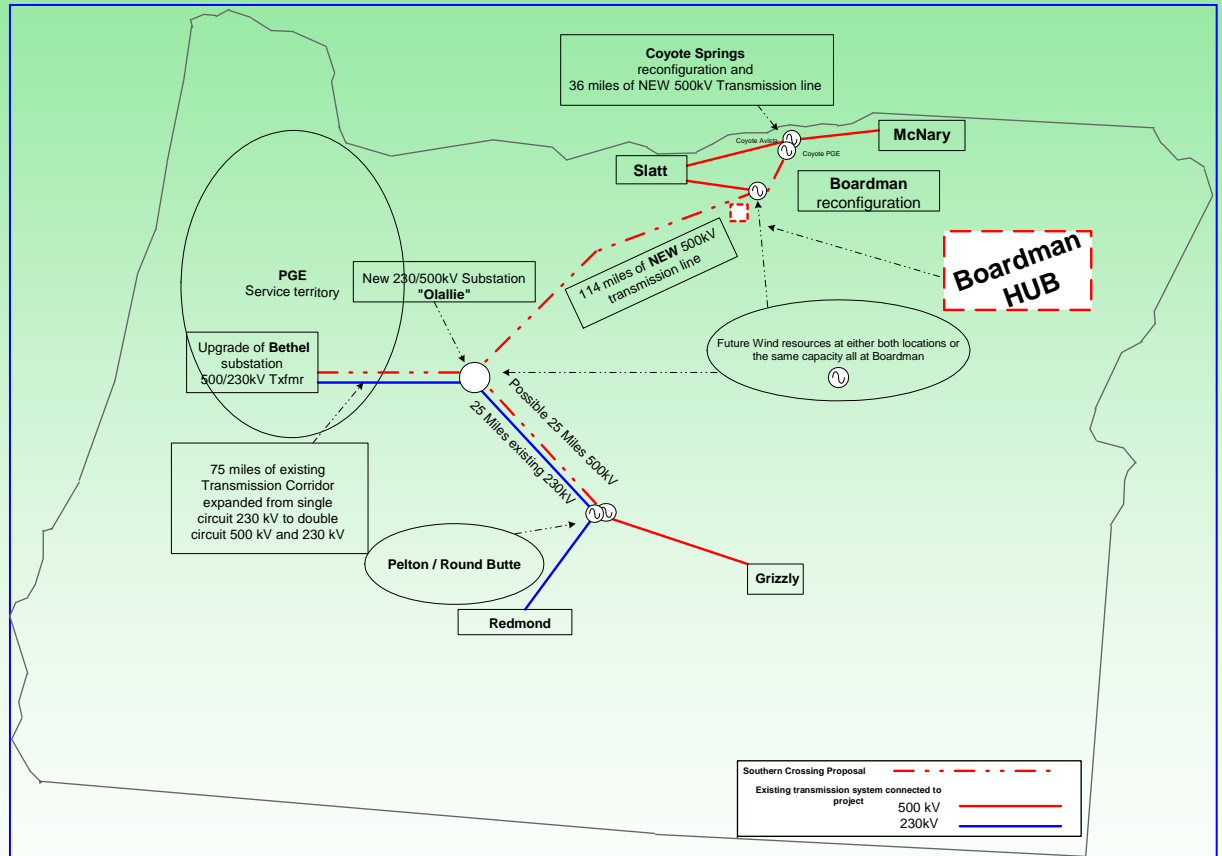 Coyote Springs
reconfiguration and
36 miles of NEW 500kV Transmission line
Coyote Avista
McNary
Coyote PGE
Slatt
Boardman
reconfiguration
Boardman
HUB
114 miles of NEW 500kV
transmission line
PGE
Service territory
New 230/500kV Substation
"Olallie"
Future Wind resources at either both locations or
the same capacity all at Boardman
Upgrade of Bethel
substation
500/230kV Txfmr
Possible 25 Miles 500kV
25 Miles existing 230kV
75 miles of existing
Transmission Corridor
expanded from single
circuit 230 kV to double
circuit 500 kV and 230 kV
Pelton / Round Butte
Grizzly
Redmond
Southern Crossing Proposal
Existing transmission system connected to
project
500 kV
230kV